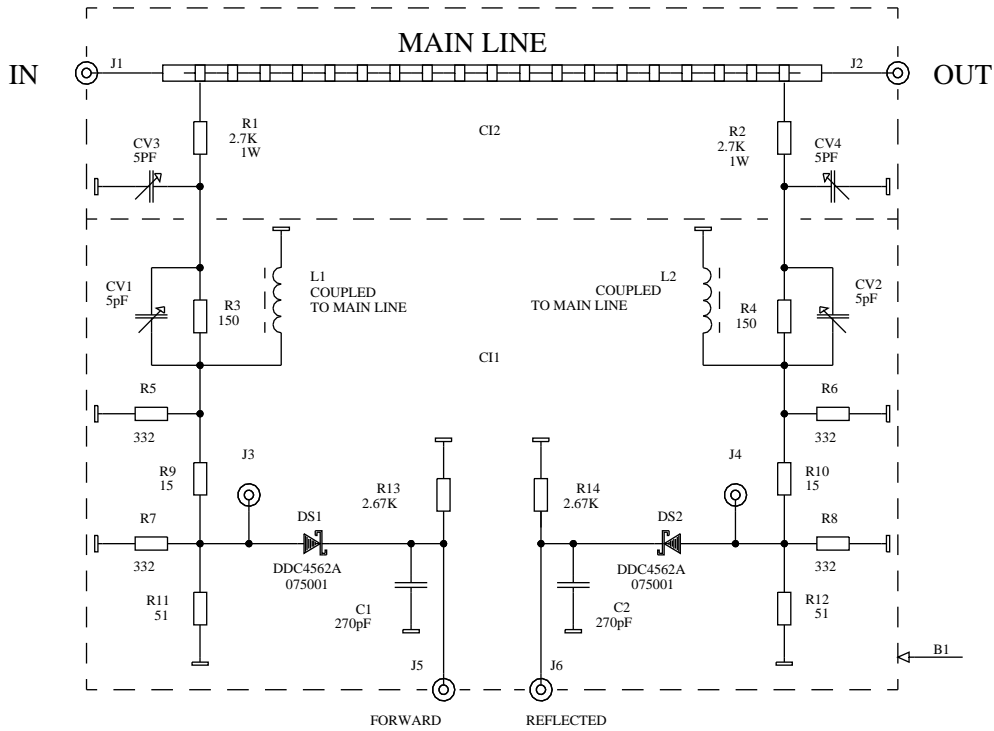 MAIN LINE
IN
J1
J2
OUT
R1
2.7K
1W
CI2
R2
2.7K
1W
CV3
5PF
CV4
5PF
CV1
5pF
R3
150
L1
COUPLED
TO MAIN LINE
L2
COUPLED
TO MAIN LINE
R4
150
CV2
5pF
CI1
R5
332
R6
332
R9
15
J3
R13
2.67K
R14
2.67K
J4
R10
15
R7
332
DS1
DDC4562A
075001
DS2
DDC4562A
075001
R8
332
R11
51
C1
270pF
C2
270pF
R12
51
J5
J6
B1
FORWARD
REFLECTED